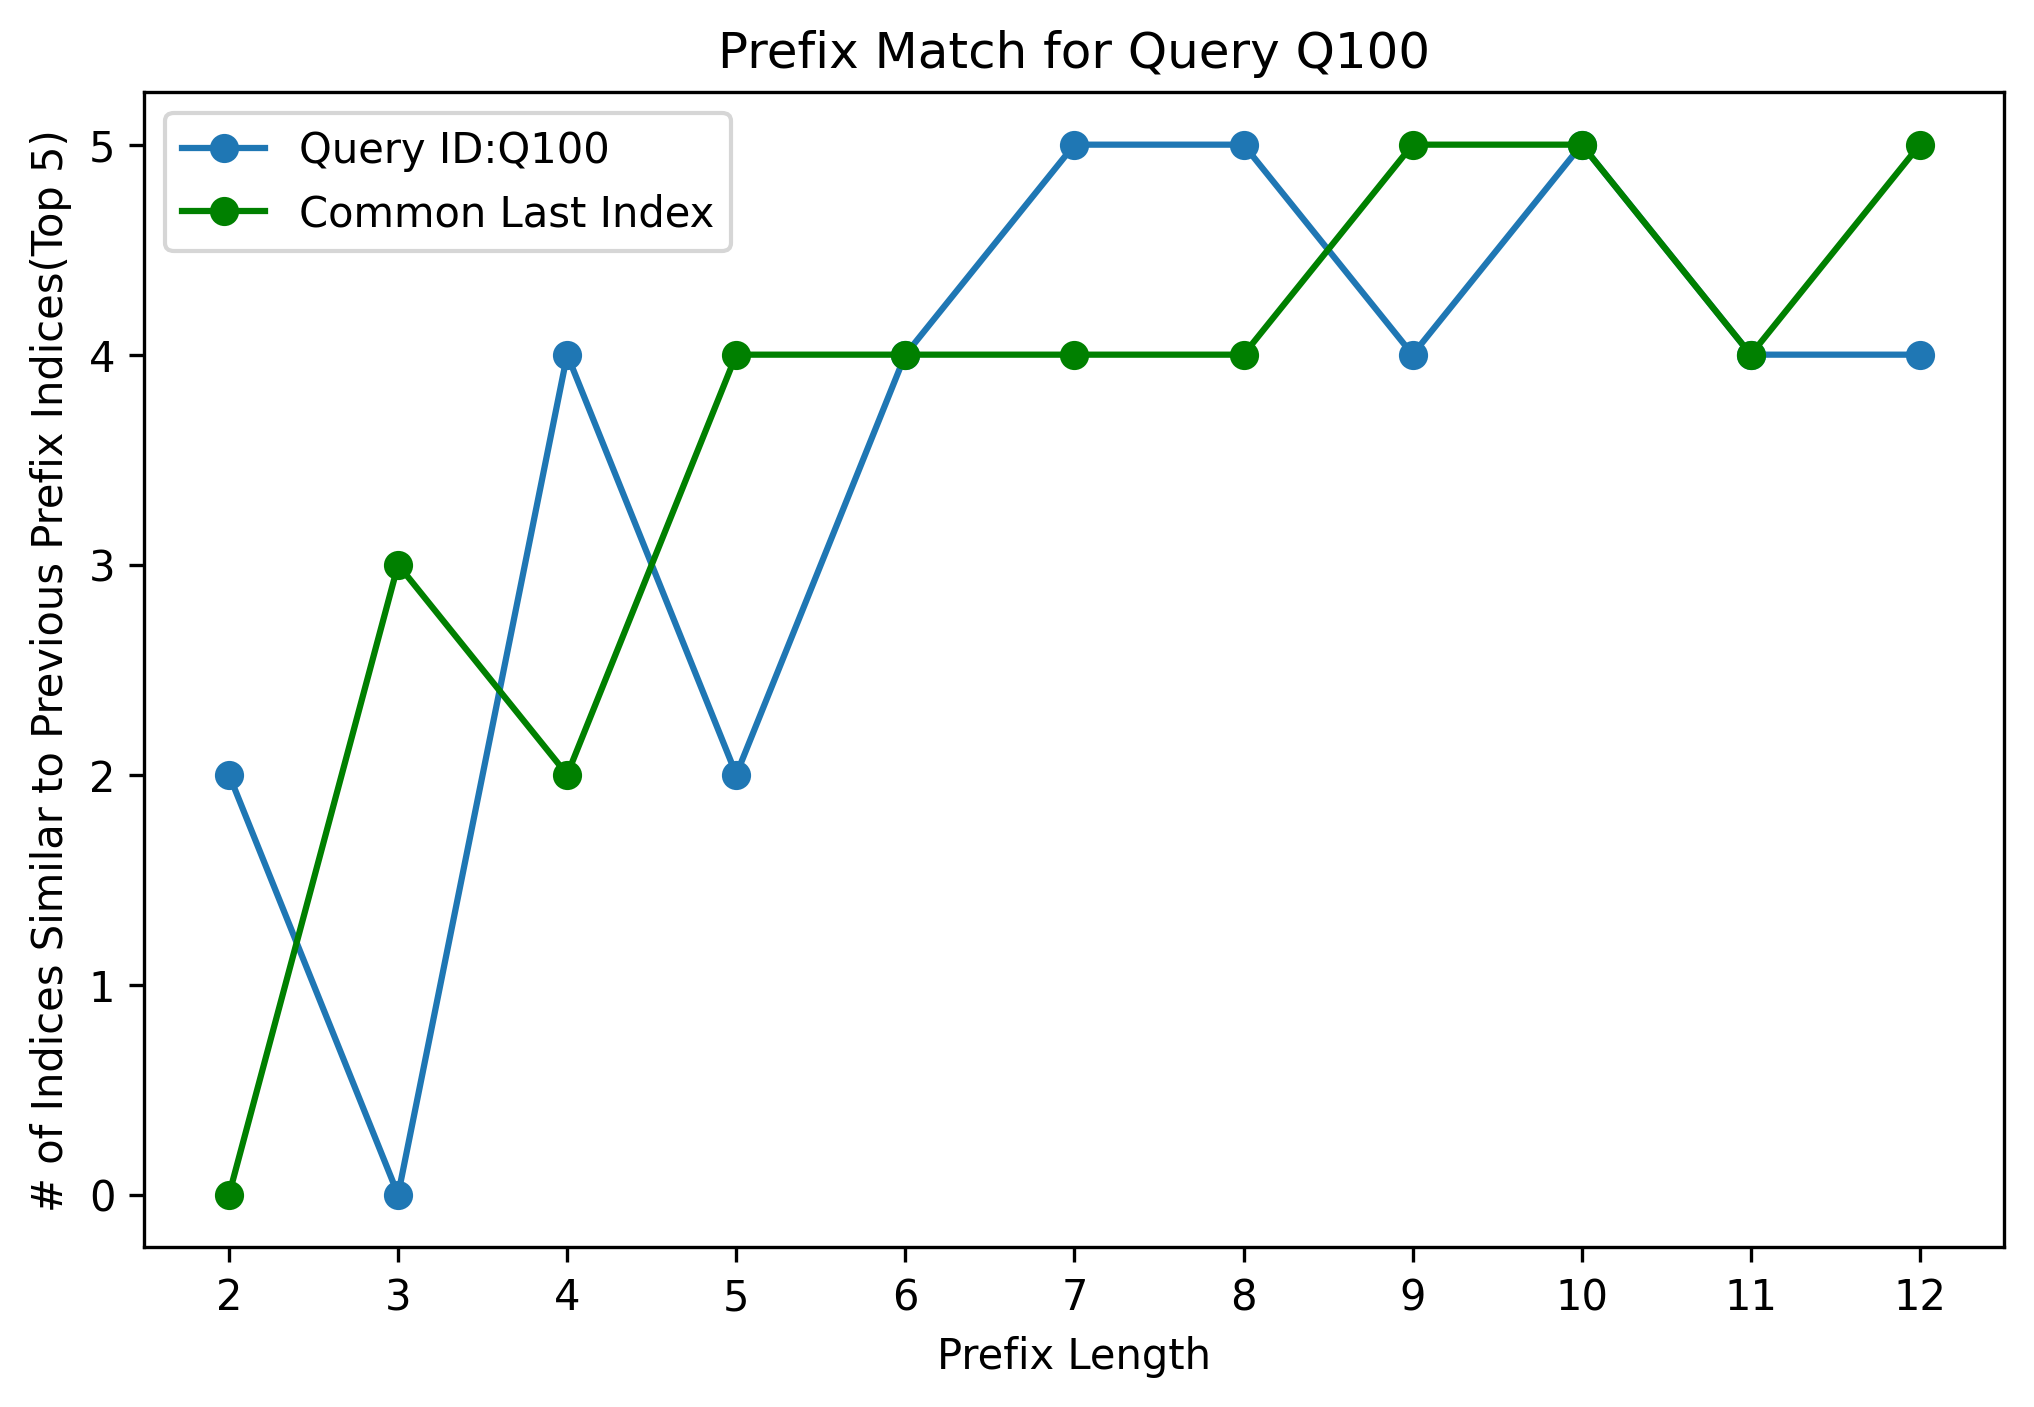 Prefix Match for Query Q100
Query ID:Q100
Common Last Index
# of Indices Similar to Previous Prefix Indices(Top 5)
5
4
3
2
1
0
2 3 4 5 6 7 8 9 10 11 12
Prefix Length